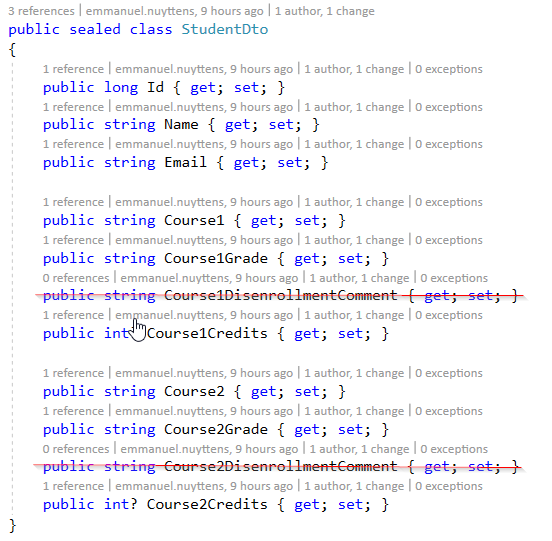 3 references | emmanuel.nuyttens, 9 hours ago | 1 author, 1 change
public sealed class StudentDto
{
1 reference | emmanuel.nuyttens, 9 hours ago | 1 author, 1 change | 0 exceptions
public long Id { get; set; }
1 reference | emmanuel.nuyttens, 9 hours ago | 1 author, 1 change | 0 exceptions
public string Name { get; set; }
1 reference | emmanuel.nuyttens, 9 hours ago | 1 author, 1 change | 0 exceptions
public string Email { get; set; }
1 reference | emmanuel.nuyttens, 9 hours ago | 1 author, 1 change | 0 exceptions
public string Course1 { get; set; }
1 reference | emmanuel.nuyttens, 9 hours ago | 1 author, 1 change | 0 exceptions
public string Course1Grade { get; set; }
0 references | emmanuel.nuyttens, 9 hours ago | 1 author, 1 change | 0 exceptions
public string Course1DisenrollmentComment { get; set; }
1 reference | emmanuel.nuyttens, 9 hours ago | 1 author, 1 change | 0 exceptions
public int Course1Credits { get; set; }
1 reference | emmanuel.nuyttens, 9 hours ago | 1 author, 1 change | 0 exceptions
public string Course2 { get; set; }
1 reference | emmanuel.nuyttens, 9 hours ago | 1 author, 1 change | 0 exceptions
public string Course2Grade { get; set; }
0 references | emmanuel.nuyttens, 9 hours ago | 1 author, 1 change | 0 exceptions
public string Course2DisenrollmentComment { get; set; }
1 reference | emmanuel.nuyttens, 9 hours ago | 1 author, 1 change | 0 exceptions
public int? Course2Credits { get; set; }
}